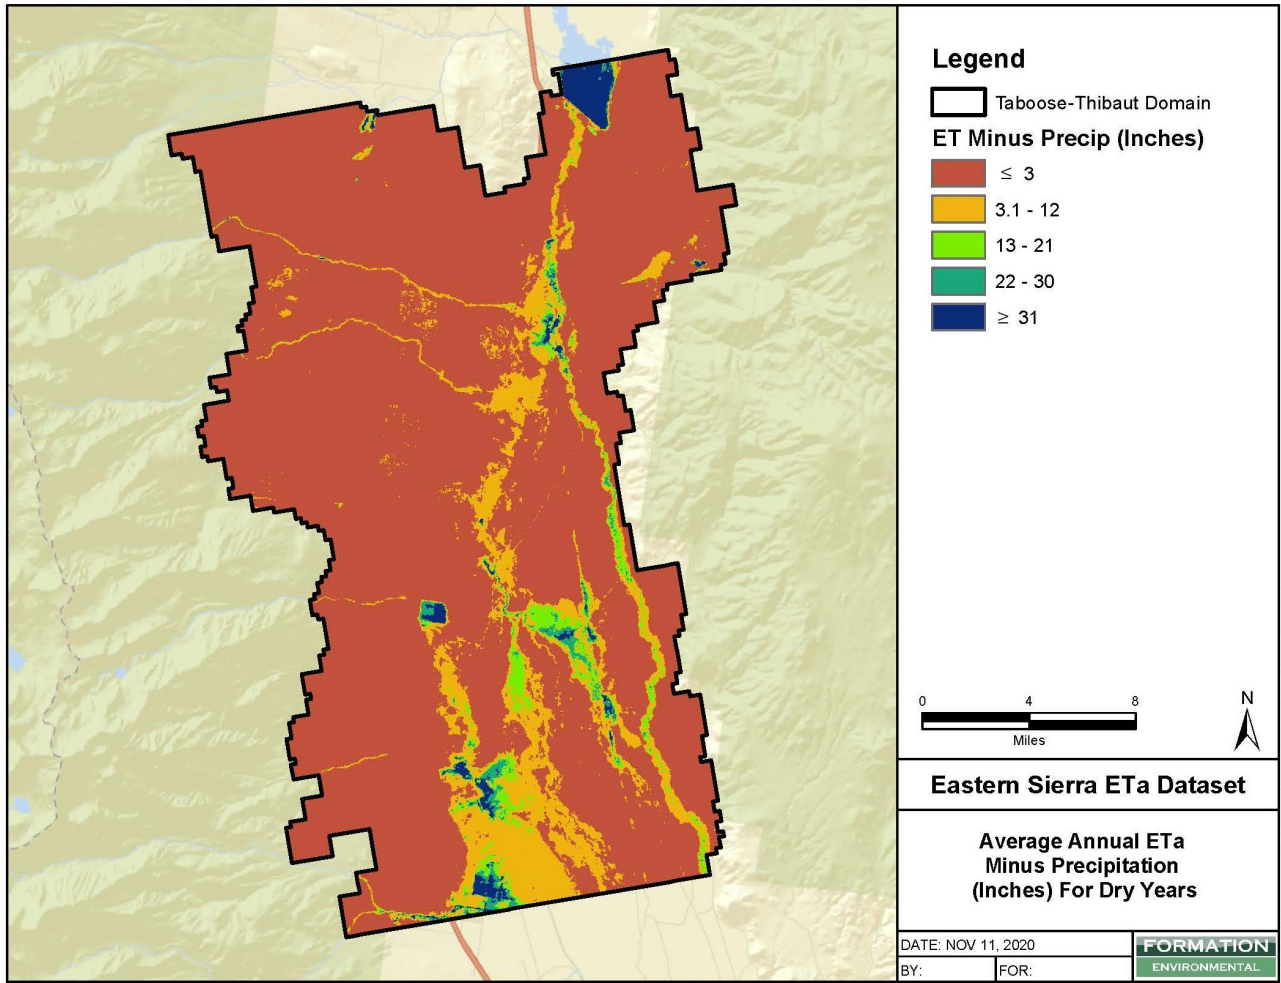 Legend
Taboose-Thibaut Domain
ET Minus Precip (Inches)
≤ 3
3.1 - 12
13 - 21
22 - 30
≥ 31
0 4 8
Miles
N
Eastern Sierra ETa Dataset
Average Annual ETa
Minus Precipitation
(Inches) For Dry Years
DATE: NOV 11, 2020
BY: FOR:
FORMATION
ENVIRONMENTAL